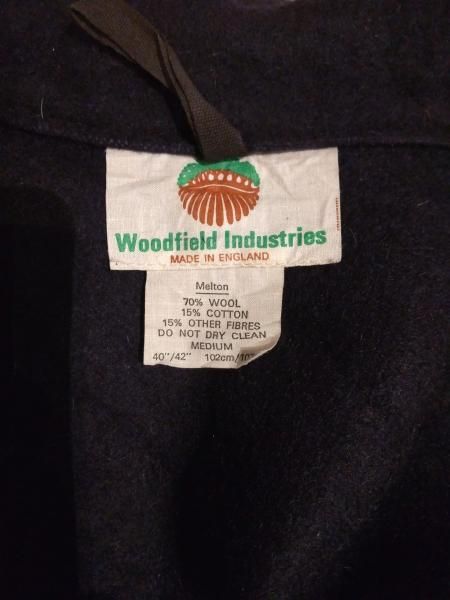 Woodfield Industries
MADE IN ENGLAND
Melton
70% WOOL
15% COTTON
15% OTHER FIBRES
DO NOT DRY CLEAN
MEDIUM
40"/42" 102cm/107